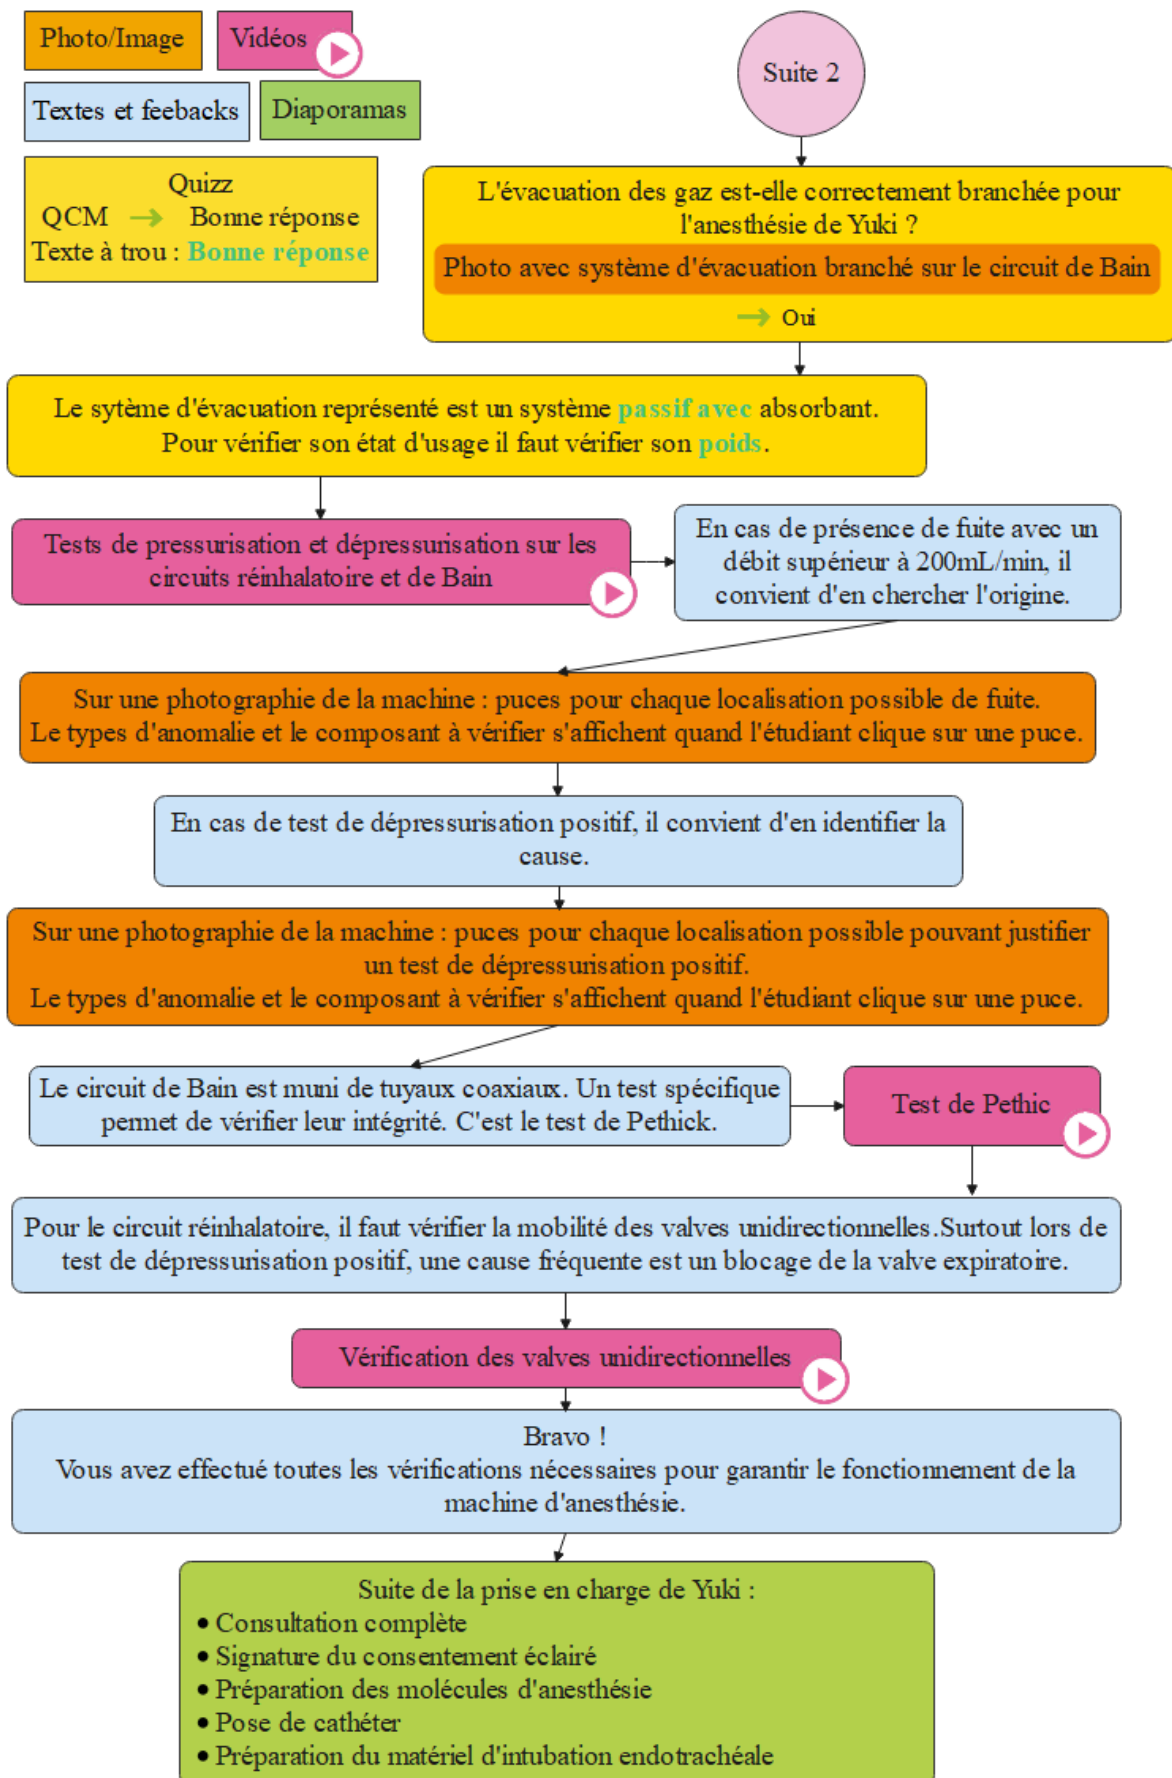 Photo/Image
Vidéos
Textes et feebacks
Diaporamas
Quizz
QCM → Bonne réponse
Texte à trou : Bonne réponse
Suite 2
L'évacuation des gaz est-elle correctement branchée pour
l'anesthésie de Yuki ?
Photo avec système d'évacuation branché sur le circuit de Bain
→ Oui
Le sytème d'évacuation représenté est un système passif avec absorbant.
Pour vérifier son état d'usage il faut vérifier son poids.
Tests de pressurisation et dépressurisation sur les
circuits réinhalatoire et de Bain
En cas de présence de fuite avec un
débit supérieur à 200mL/min, il
convient d'en chercher l'origine.
Sur une photographie de la machine : puces pour chaque localisation possible de fuite.
Le types d'anomalie et le composant à vérifier s'affichent quand l'étudiant clique sur une puce.
En cas de test de dépressurisation positif, il convient d'en identifier la
cause.
Sur une photographie de la machine : puces pour chaque localisation possible pouvant justifier
un test de dépressurisation positif.
Le types d'anomalie et le composant à vérifier s'affichent quand l'étudiant clique sur une puce.
Le circuit de Bain est muni de tuyaux coaxiaux. Un test spécifique
permet de vérifier leur intégrité. C'est le test de Pethick.
Test de Pethic
Pour le circuit réinhalatoire, il faut vérifier la mobilité des valves unidirectionnelles.Surtout lors de
test de dépressurisation positif, une cause fréquente est un blocage de la valve expiratoire.
Vérification des valves unidirectionnelles
Bravo !
Vous avez effectué toutes les vérifications nécessaires pour garantir le fonctionnement de la
machine d'anesthésie.
Suite de la prise en charge de Yuki :
• Consultation complète
• Signature du consentement éclairé
• Préparation des molécules d'anesthésie
• Pose de cathéter
• Préparation du matériel d'intubation endotrachéale